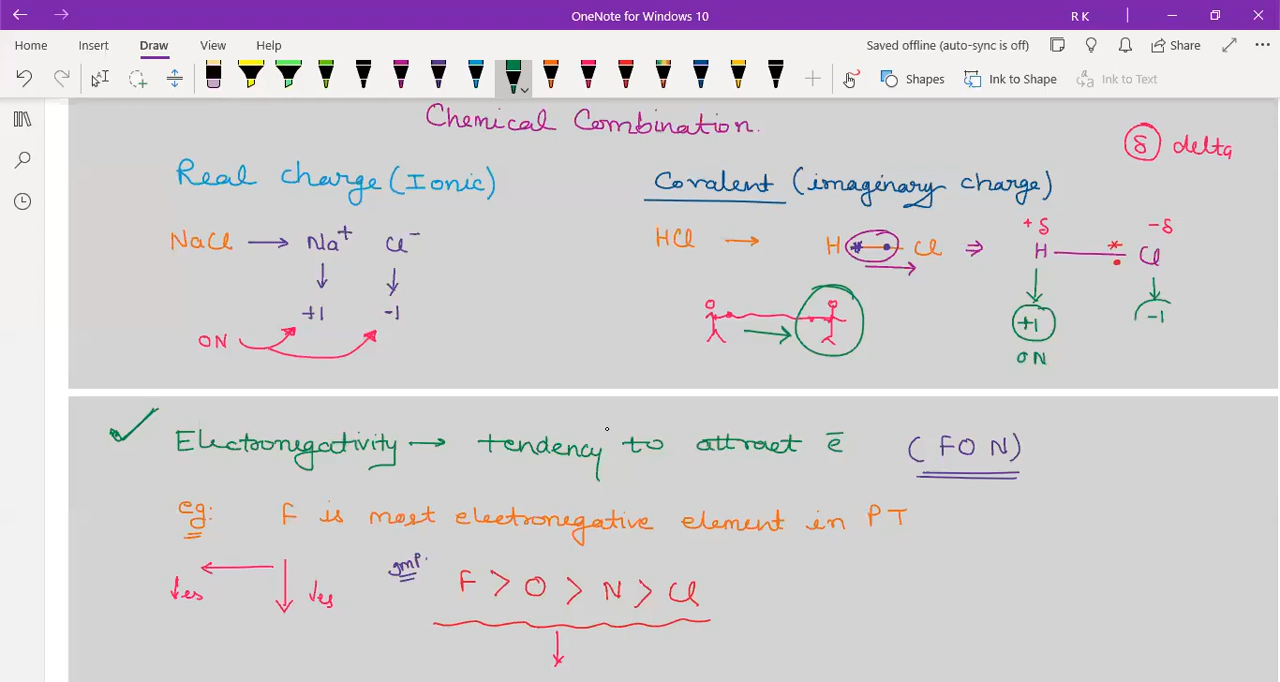 OneNote for Windows 10
R K
Home Insert Draw View Help
Saved offline (auto-sync is off)
Share
Shapes
Ink to Shape
Ink to Text
Chemical Combination.
δ delta
Real charge (Ionic)
Covalent (imaginary charge)
NaCl → Na⁺ Cl⁻
+1 -1
ON
HCl → H * • Cl ⇒
+δ -δ
H * • Cl
+1 -1
ON
Electronegativity → tendency to attract ē (F O N)
eg: F is most electronegative element in PT
↓es ↓es
Imp. F > O > N > Cl